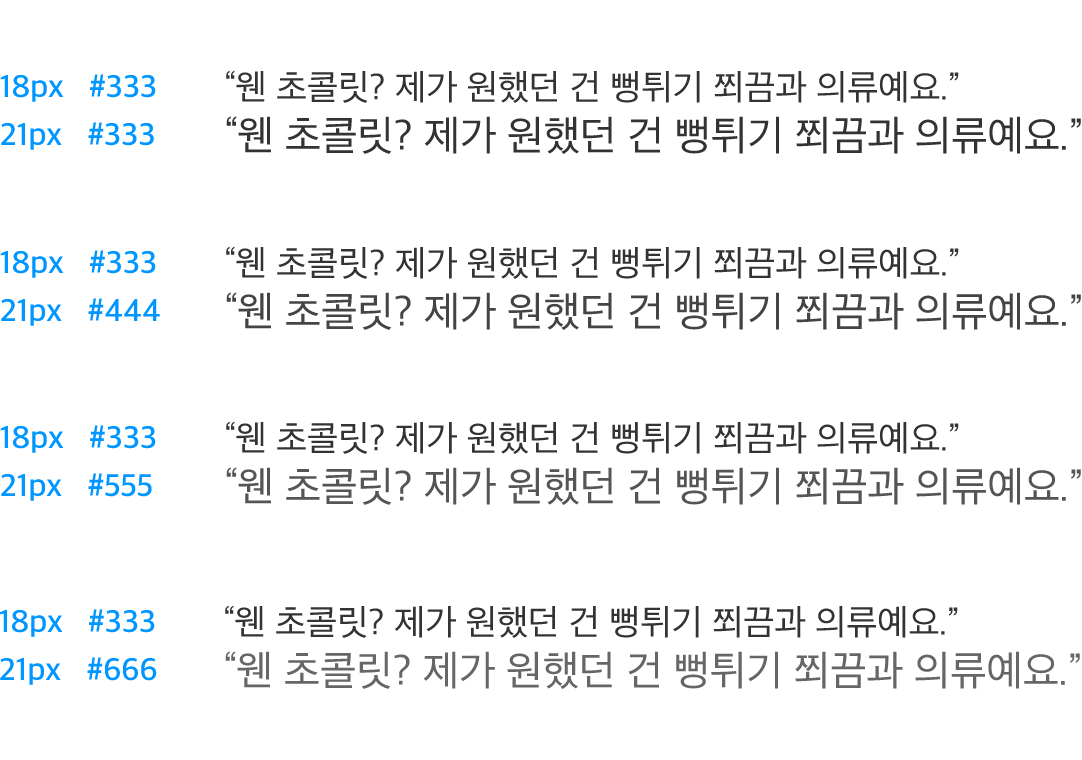 18px #333 “웬 초콜릿? 제가 원했던 건 뻥튀기 쬐끔과 의류예요.”
21px #333 “웬 초콜릿? 제가 원했던 건 뻥튀기 쬐끔과 의류예요.”
18px #333 “웬 초콜릿? 제가 원했던 건 뻥튀기 쬐끔과 의류예요.”
21px #444 “웬 초콜릿? 제가 원했던 건 뻥튀기 쬐끔과 의류예요.”
18px #333 “웬 초콜릿? 제가 원했던 건 뻥튀기 쬐끔과 의류예요.”
21px #555 “웬 초콜릿? 제가 원했던 건 뻥튀기 쬐끔과 의류예요.”
18px #333 “웬 초콜릿? 제가 원했던 건 뻥튀기 쬐끔과 의류예요.”
21px #666 “웬 초콜릿? 제가 원했던 건 뻥튀기 쬐끔과 의류예요.”